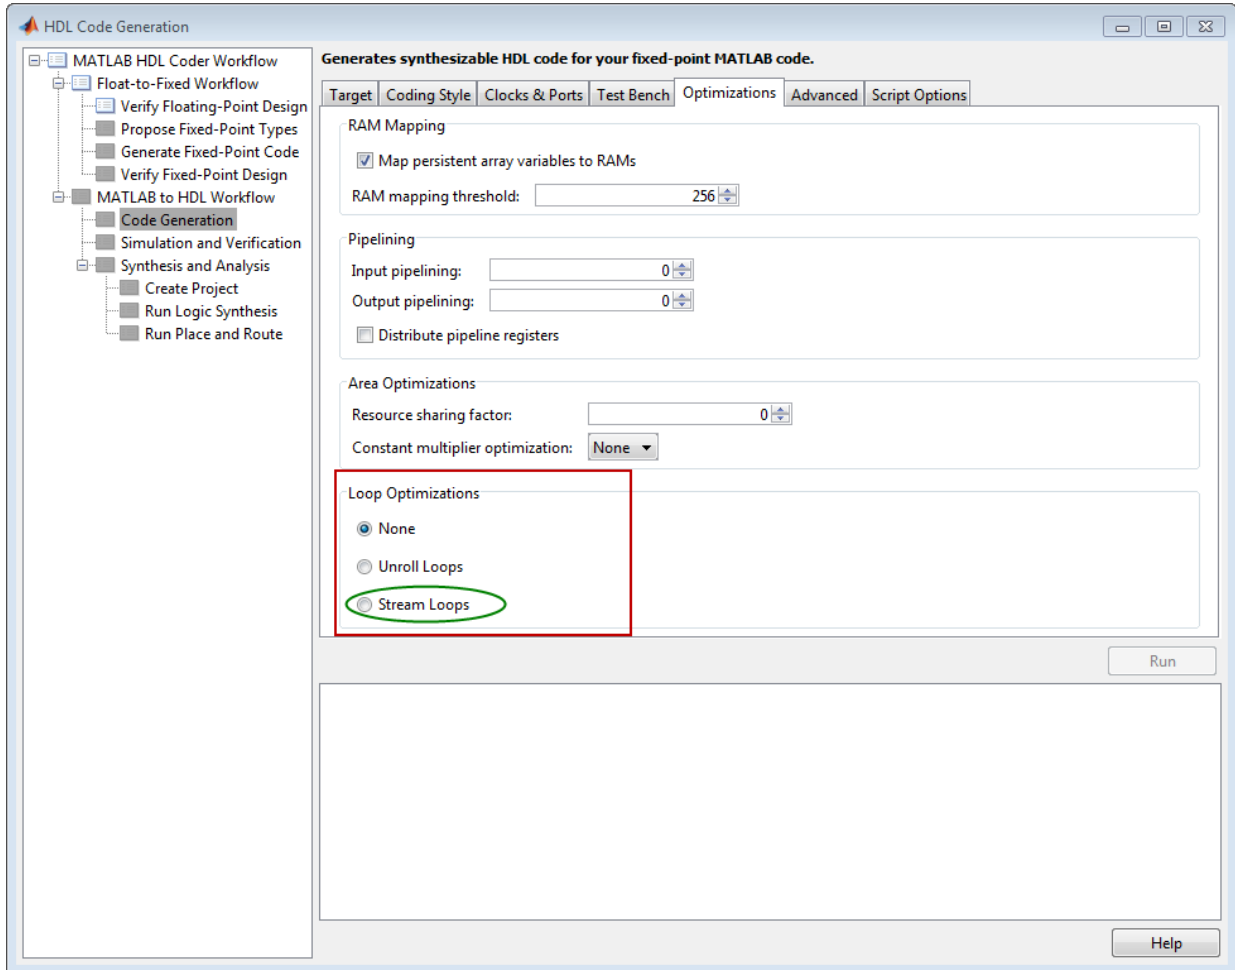 HDL Code Generation
MATLAB HDL Coder Workflow
Float-to-Fixed Workflow
Verify Floating-Point Design
Propose Fixed-Point Types
Generate Fixed-Point Code
Verify Fixed-Point Design
MATLAB to HDL Workflow
Code Generation
Simulation and Verification
Synthesis and Analysis
Create Project
Run Logic Synthesis
Run Place and Route
Generates synthesizable HDL code for your fixed-point MATLAB code.
Target Coding Style Clocks & Ports Test Bench Optimizations Advanced Script Options
RAM Mapping
Map persistent array variables to RAMs
RAM mapping threshold: 256
Pipelining
Input pipelining: 0
Output pipelining: 0
Distribute pipeline registers
Area Optimizations
Resource sharing factor: 0
Constant multiplier optimization: None
Loop Optimizations
None
Unroll Loops
Stream Loops
Run
Help